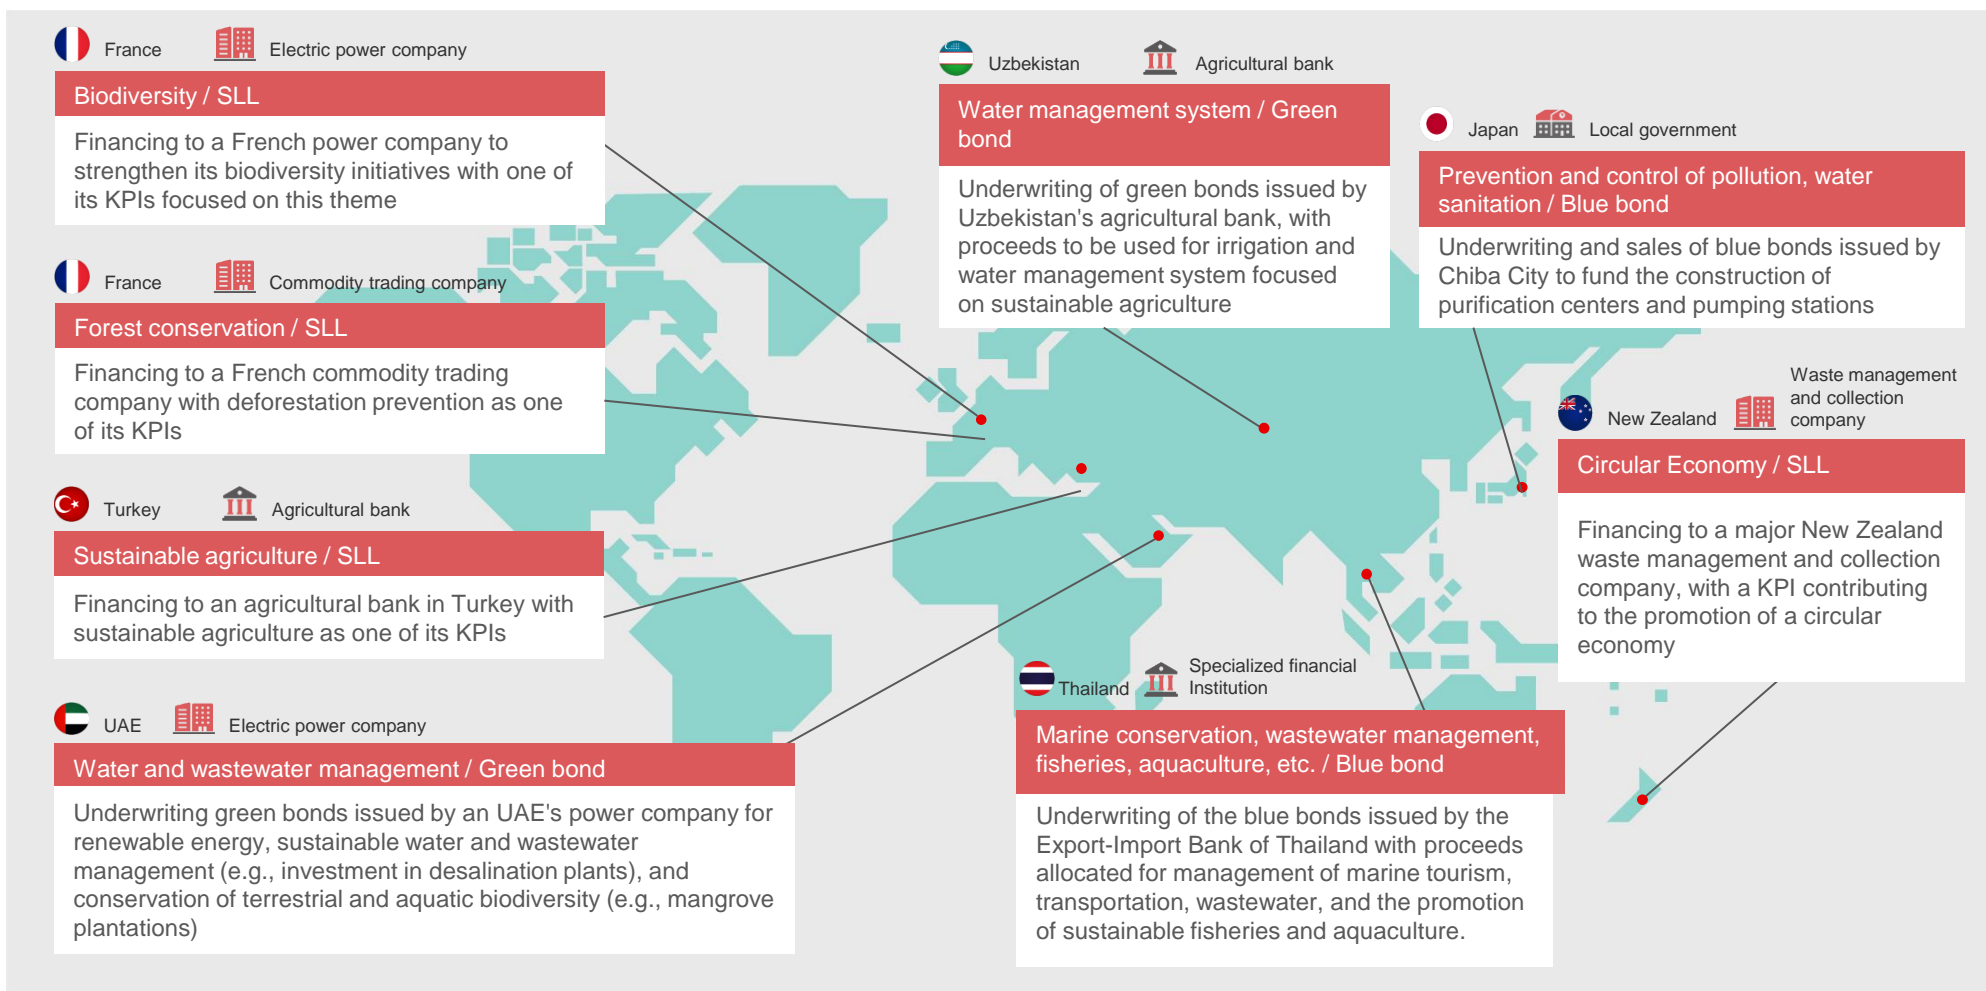 France
Electric power company
Biodiversity / SLL
Financing to a French power company to
strengthen its biodiversity initiatives with one of
its KPIs focused on this theme
France
Commodity trading company
Forest conservation / SLL
Financing to a French commodity trading
company with deforestation prevention as one
of its KPIs
Turkey
Agricultural bank
Sustainable agriculture / SLL
Financing to an agricultural bank in Turkey with
sustainable agriculture as one of its KPIs
UAE
Electric power company
Water and wastewater management / Green bond
Underwriting green bonds issued by an UAE's power company for
renewable energy, sustainable water and wastewater
management (e.g., investment in desalination plants), and
conservation of terrestrial and aquatic biodiversity (e.g., mangrove
plantations)
Uzbekistan
Agricultural bank
Water management system / Green
bond
Underwriting of green bonds issued by
Uzbekistan's agricultural bank, with
proceeds to be used for irrigation and
water management system focused
on sustainable agriculture
Japan
Local government
Prevention and control of pollution, water
sanitation / Blue bond
Underwriting and sales of blue bonds issued by
Chiba City to fund the construction of
purification centers and pumping stations
New Zealand
Waste management
and collection
company
Circular Economy / SLL
Financing to a major New Zealand
waste management and collection
company, with a KPI contributing
to the promotion of a circular
economy
Thailand
Specialized financial
Institution
Marine conservation, wastewater management,
fisheries, aquaculture, etc. / Blue bond
Underwriting of the blue bonds issued by the
Export-Import Bank of Thailand with proceeds
allocated for management of marine tourism,
transportation, wastewater, and the promotion
of sustainable fisheries and aquaculture.